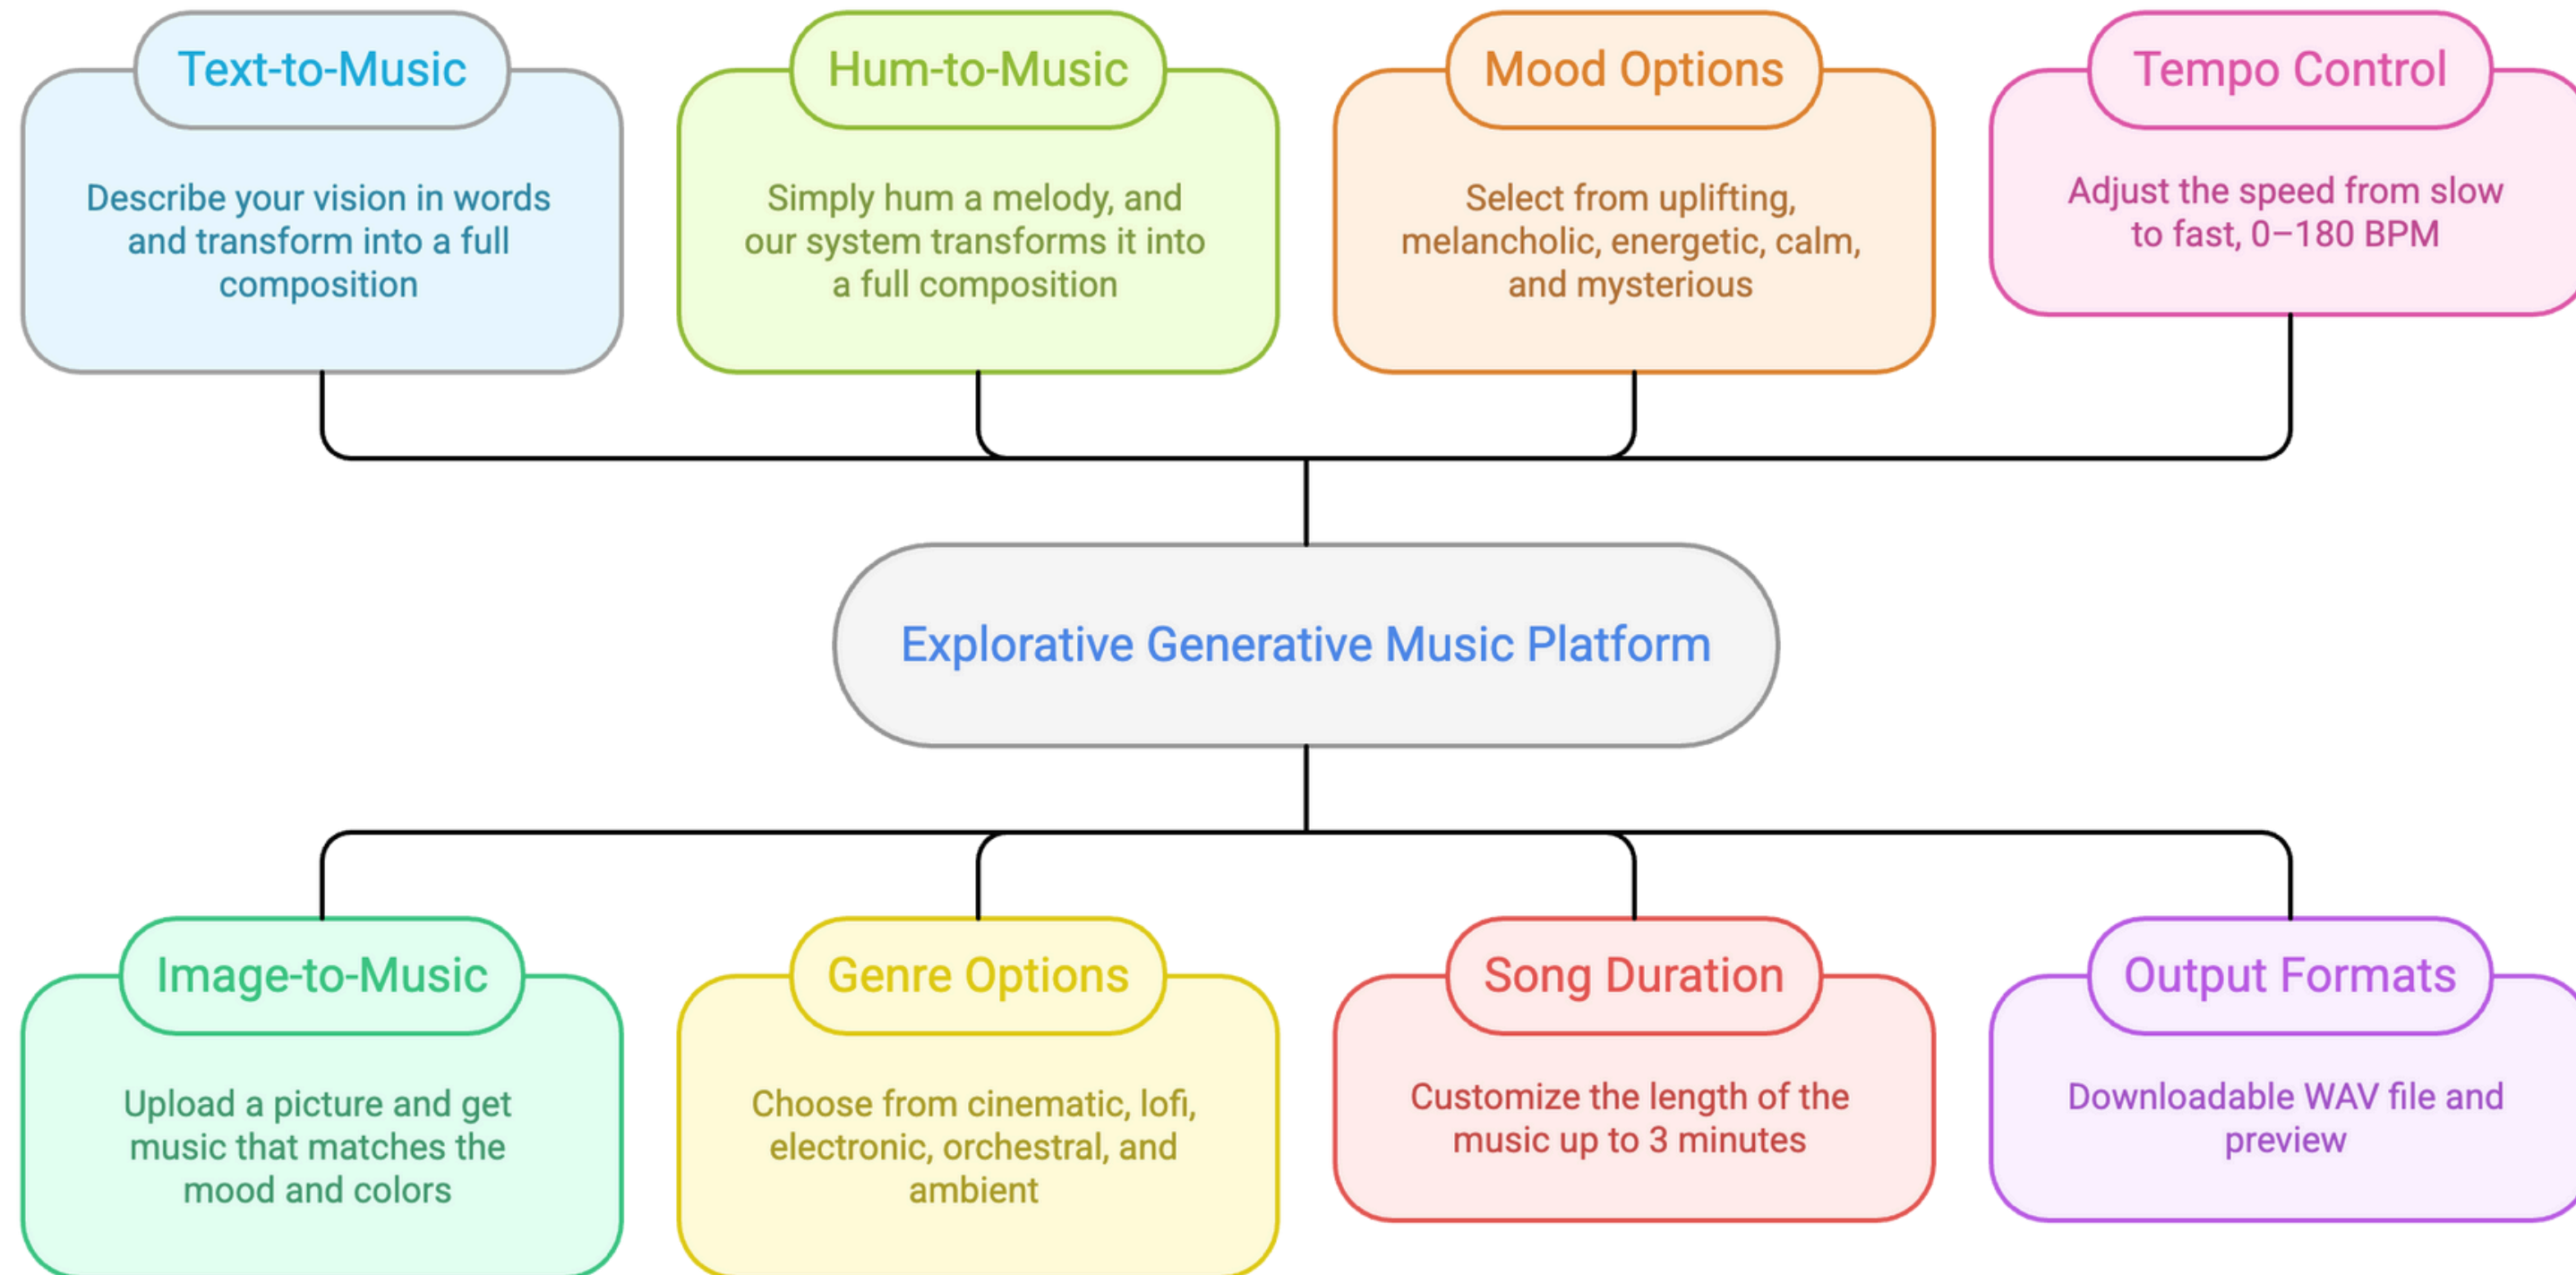 Text-to-Music
Describe your vision in words
and transform into a full
composition
Hum-to-Music
Simply hum a melody, and
our system transforms it into
a full composition
Mood Options
Select from uplifting,
melancholic, energetic, calm,
and mysterious
Tempo Control
Adjust the speed from slow
to fast, 0–180 BPM
Explorative Generative Music Platform
Image-to-Music
Upload a picture and get
music that matches the
mood and colors
Genre Options
Choose from cinematic, lofi,
electronic, orchestral, and
ambient
Song Duration
Customize the length of the
music up to 3 minutes
Output Formats
Downloadable WAV file and
preview